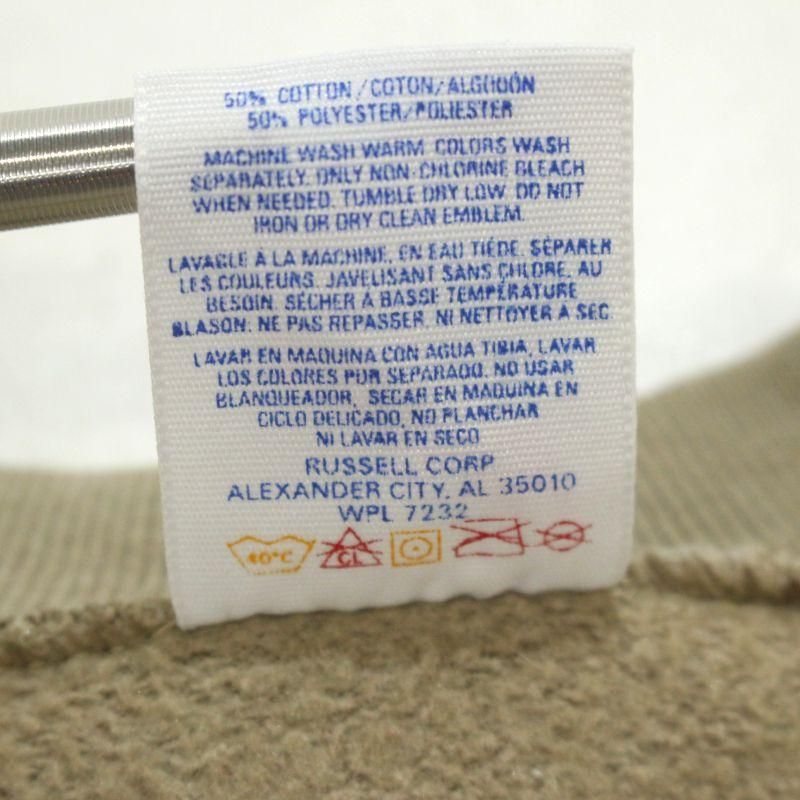 50% COTTON/COTON/ALGODÓN
50% POLYESTER/POLIESTER
MACHINE WASH WARM. COLORS WASH
SEPARATELY. ONLY NON-CHLORINE BLEACH
WHEN NEEDED. TUMBLE DRY LOW. DO NOT
IRON OR DRY CLEAN EMBLEM.
LAVABLE À LA MACHINE, EN EAU TIÈDE. SÉPARER
LES COULEURS. JAVELISANT SANS CHLORE, AU
BESOIN. SÉCHER À BASSE TEMPÉRATURE
BLASON: NE PAS REPASSER, NI NETTOYER À SEC
LAVAR EN MAQUINA CON AGUA TIBIA, LAVAR
LOS COLORES POR SEPARADO. NO USAR
BLANQUEADOR, SECAR EN MAQUINA EN
CICLO DELICADO, NO PLANCHAR
NI LAVAR EN SECO
RUSSELL CORP
ALEXANDER CITY, AL 35010
WPL 7232
40°C CL